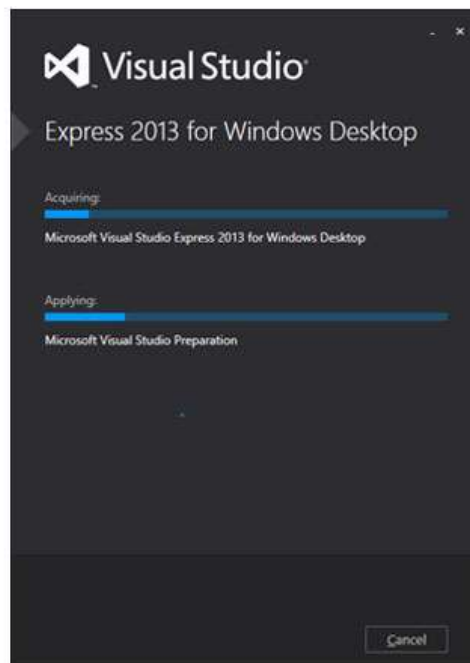 Visual Studio
Express 2013 for Windows Desktop
Acquiring:
Microsoft Visual Studio Express 2013 for Windows Desktop
Applying:
Microsoft Visual Studio Preparation
Cancel